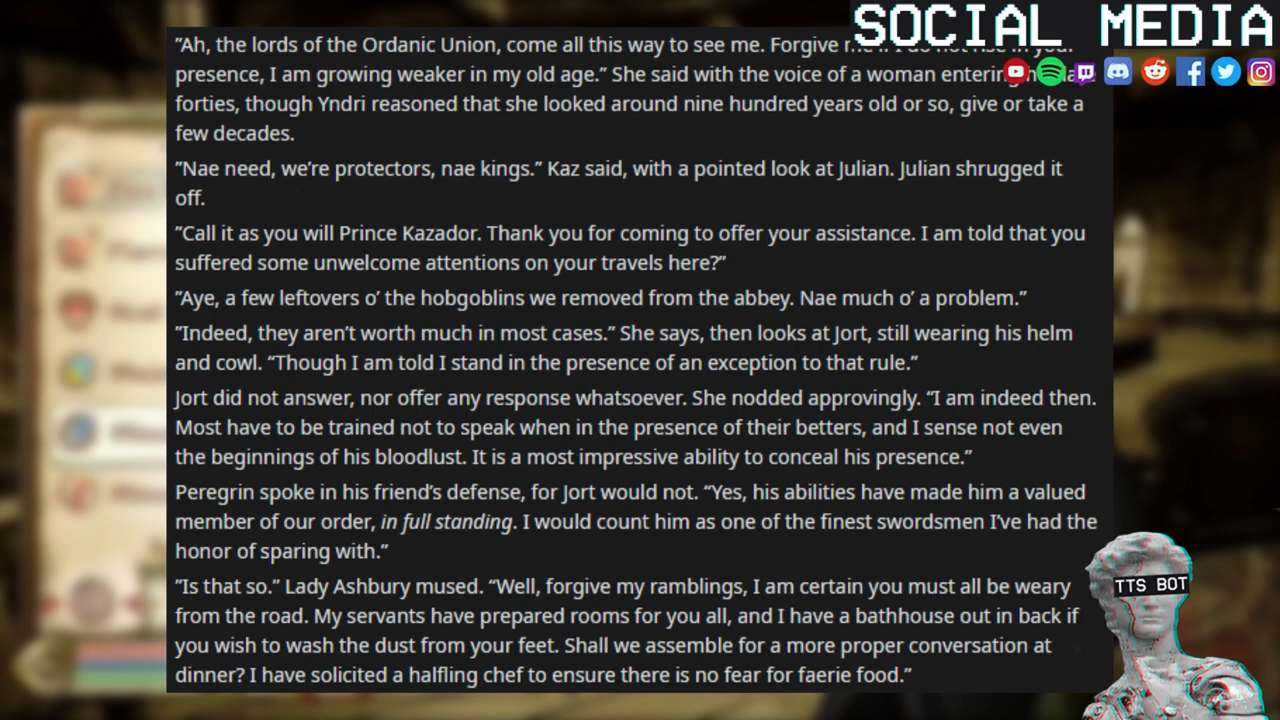 SOCIAL MEDIA
"Ah, the lords of the Ordanic Union, come all this way to see me. Forgive
presence, I am growing weaker in my old age." She said with the voice of a woman entering
forties, though Yndri reasoned that she looked around nine hundred years old or so, give or take a
few decades.
"Nae need, we're protectors, nae kings." Kaz said, with a pointed look at Julian. Julian shrugged it
off.
"Call it as you will Prince Kazador. Thank you for coming to offer your assistance. I am told that you
suffered some unwelcome attentions on your travels here?"
"Aye, a few leftovers o' the hobgoblins we removed from the abbey. Nae much o' a problem."
"Indeed, they aren't worth much in most cases." She says, then looks at Jort, still wearing his helm
and cowl. "Though I am told I stand in the presence of an exception to that rule."
Jort did not answer, nor offer any response whatsoever. She nodded approvingly. "I am indeed then.
Most have to be trained not to speak when in the presence of their betters, and I sense not even
the beginnings of his bloodlust. It is a most impressive ability to conceal his presence."
Peregrin spoke in his friend's defense, for Jort would not. "Yes, his abilities have made him a valued
member of our order, in full standing. I would count him as one of the finest swordsmen I've had the
honor of sparing with."
"Is that so." Lady Ashbury mused. "Well, forgive my ramblings, I am certain you must all be weary
from the road. My servants have prepared rooms for you all, and I have a bathhouse out in back if
you wish to wash the dust from your feet. Shall we assemble for a more proper conversation at
dinner? I have solicited a halfling chef to ensure there is no fear for faerie food."
TTS BOT